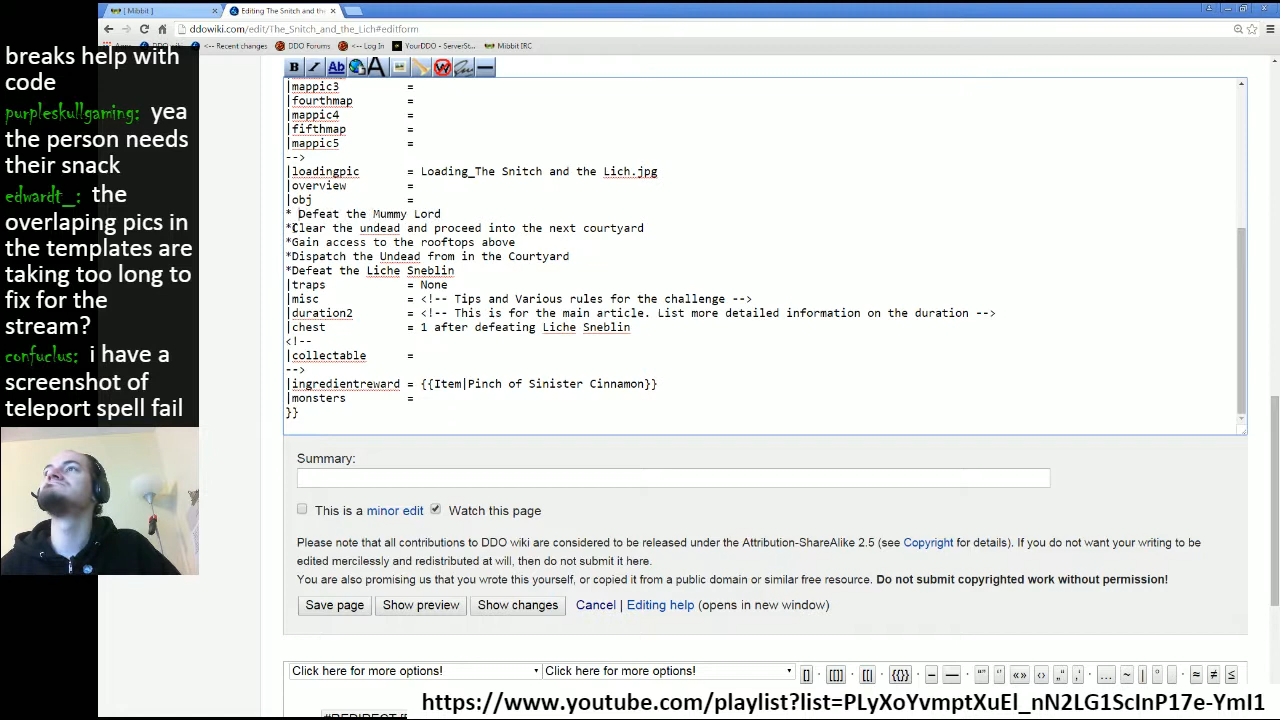 [ Mibbit ]
Editing The Snitch and the L
ddowiki.com/edit/The_Snitch_and_the_Lich#editform
<-- Recent changes
DDO Forums
<-- Log In
YourDDO - ServerSt...
Mibbit IRC
breaks help with
code
purpleskullgaming: yea
the person needs
their snack
edwardt_: the
overlaping pics in
the templates are
taking too long to
fix for the
stream?
confuclus: i have a
screenshot of
teleport spell fail
B I Ab A W
|mappic3 =
|fourthmap =
|mappic4 =
|fifthmap =
|mappic5 =
-->
|loadingpic = Loading_The Snitch and the Lich.jpg
|overview =
|obj =
* Defeat the Mummy Lord
*Clear the undead and proceed into the next courtyard
*Gain access to the rooftops above
*Dispatch the Undead from in the Courtyard
*Defeat the Liche Sneblin
|traps = None
|misc = <!-- Tips and Various rules for the challenge -->
|duration2 = <!-- This is for the main article. List more detailed information on the duration -->
|chest = 1 after defeating Liche Sneblin
<!--
|collectable =
-->
|ingredientreward = {{Item|Pinch of Sinister Cinnamon}}
|monsters =
}}
Summary:
This is a minor edit Watch this page
Please note that all contributions to DDO wiki are considered to be released under the Attribution-ShareAlike 2.5 (see Copyright for details). If you do not want your writing to be
edited mercilessly and redistributed at will, then do not submit it here.
You are also promising us that you wrote this yourself, or copied it from a public domain or similar free resource. Do not submit copyrighted work without permission!
Save page Show preview Show changes Cancel | Editing help (opens in new window)
Click here for more options! Click here for more options! [] · [[]] · [[| · {{}} · – · — · “” · ‘’ · «» · ‹› · „“ · ‚‘ · … · ~ · | · ° · · ≈ · ≠ · ≤
https://www.youtube.com/playlist?list=PLyXoYvmptXuEl_nN2LG1ScInP17e-YmI1